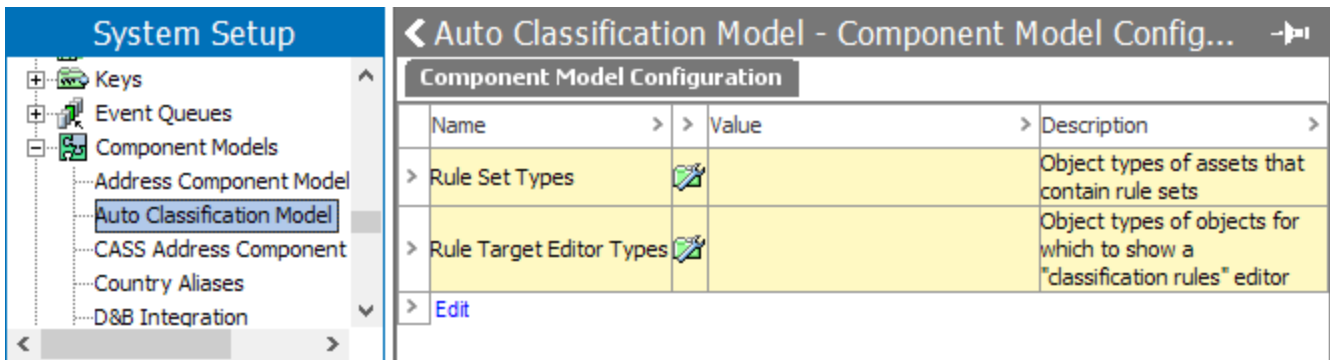 System Setup
Keys
Event Queues
Component Models
Address Component Model
Auto Classification Model
CASS Address Component
Country Aliases
D&B Integration
Auto Classification Model - Component Model Config...
Component Model Configuration
Name > > Value > Description >
> Rule Set Types
Object types of assets that
contain rule sets
> Rule Target Editor Types
Object types of objects for
which to show a
"classification rules" editor
> Edit